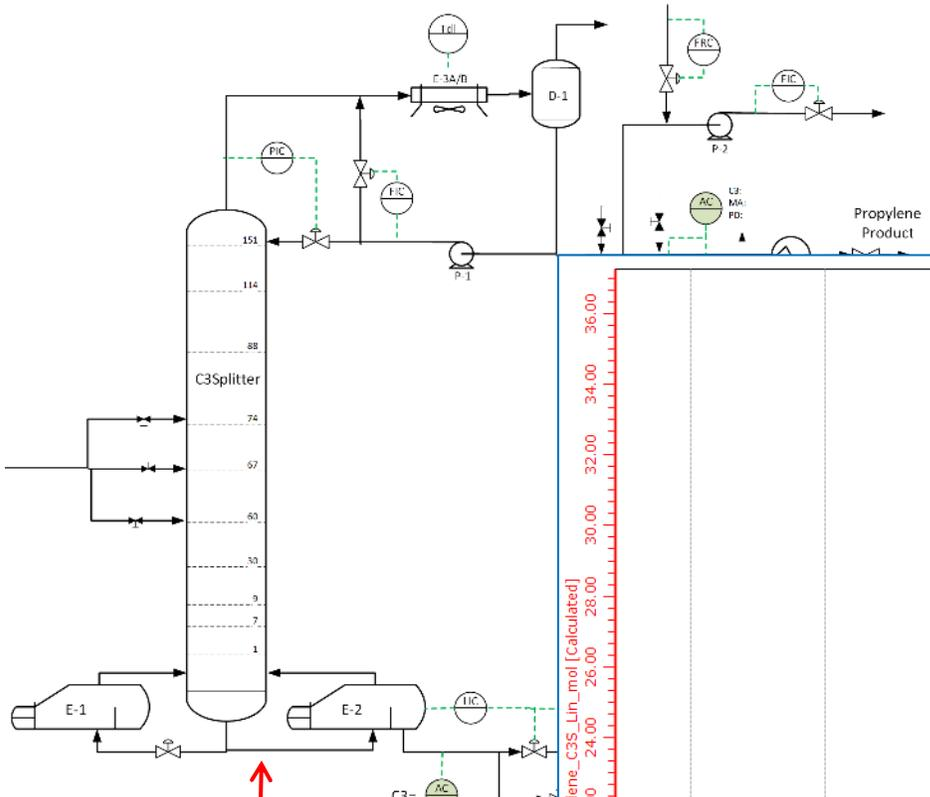 E-3A/B
D-1
FRC
FIC
P-2
PIC
FIC
AC
C3:
MA:
PD:
Propylene
Product
151
P-1
114
88
C3Splitter
74
67
60
30
9
7
1
E-1
E-2
LIC
AC
C3=
36.00
34.00
32.00
30.00
28.00
26.00
24.00
ene_C3S_Lin_mol [Calculated]